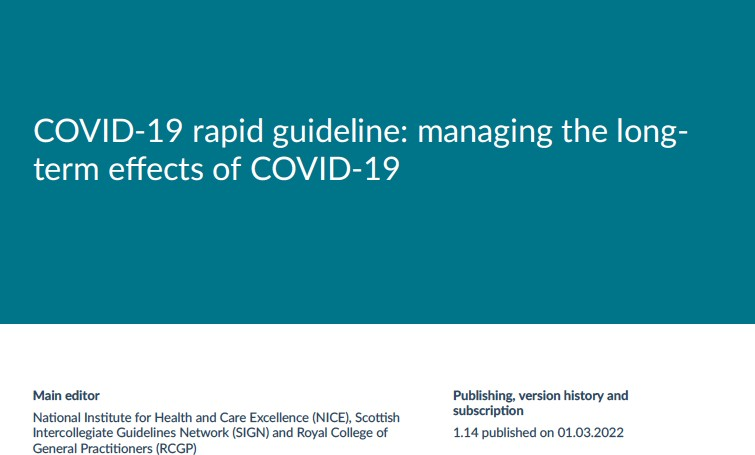 COVID-19 rapid guideline: managing the long-
term effects of COVID-19
Main editor
National Institute for Health and Care Excellence (NICE), Scottish
Intercollegiate Guidelines Network (SIGN) and Royal College of
General Practitioners (RCGP)
Publishing, version history and
subscription
1.14 published on 01.03.2022